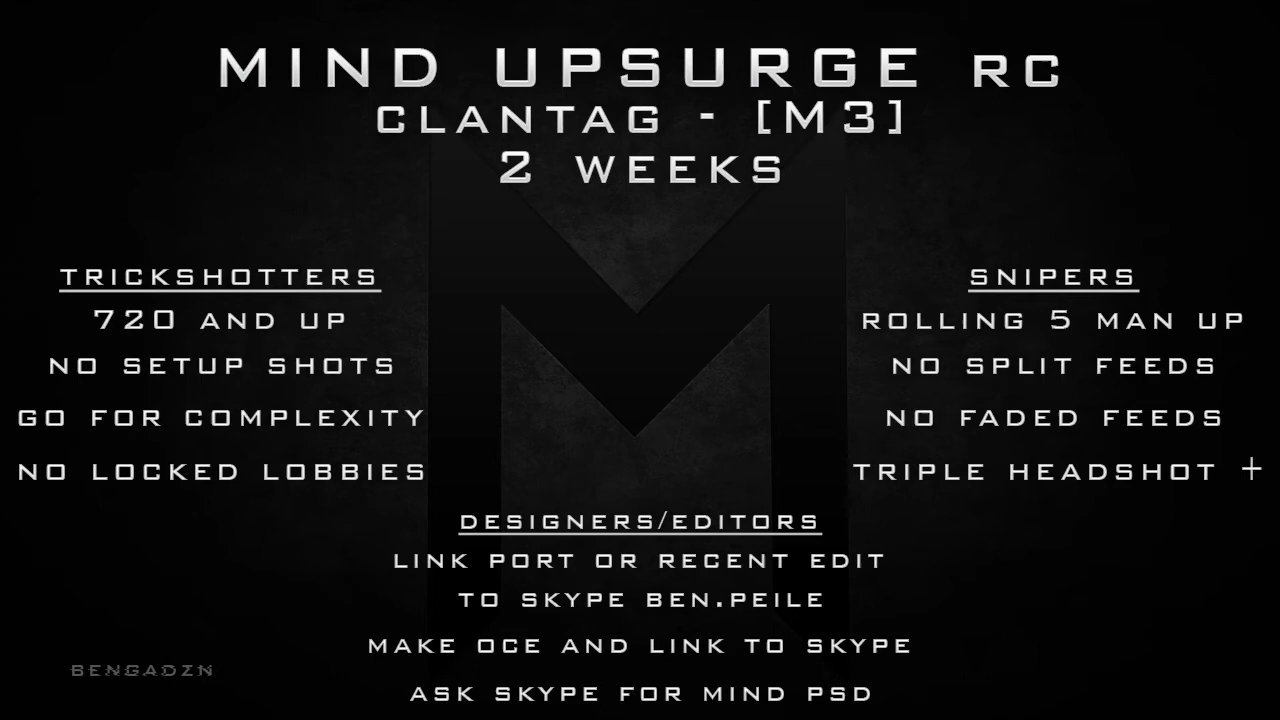 MIND UPSURGE RC
CLANTAG - [M3]
2 WEEKS
TRICKSHOTTERS
720 AND UP
NO SETUP SHOTS
GO FOR COMPLEXITY
NO LOCKED LOBBIES
SNIPERS
ROLLING 5 MAN UP
NO SPLIT FEEDS
NO FADED FEEDS
TRIPLE HEADSHOT +
DESIGNERS/EDITORS
LINK PORT OR RECENT EDIT
TO SKYPE BEN.PEILE
MAKE OCE AND LINK TO SKYPE
ASK SKYPE FOR MIND PSD
BENGADZN